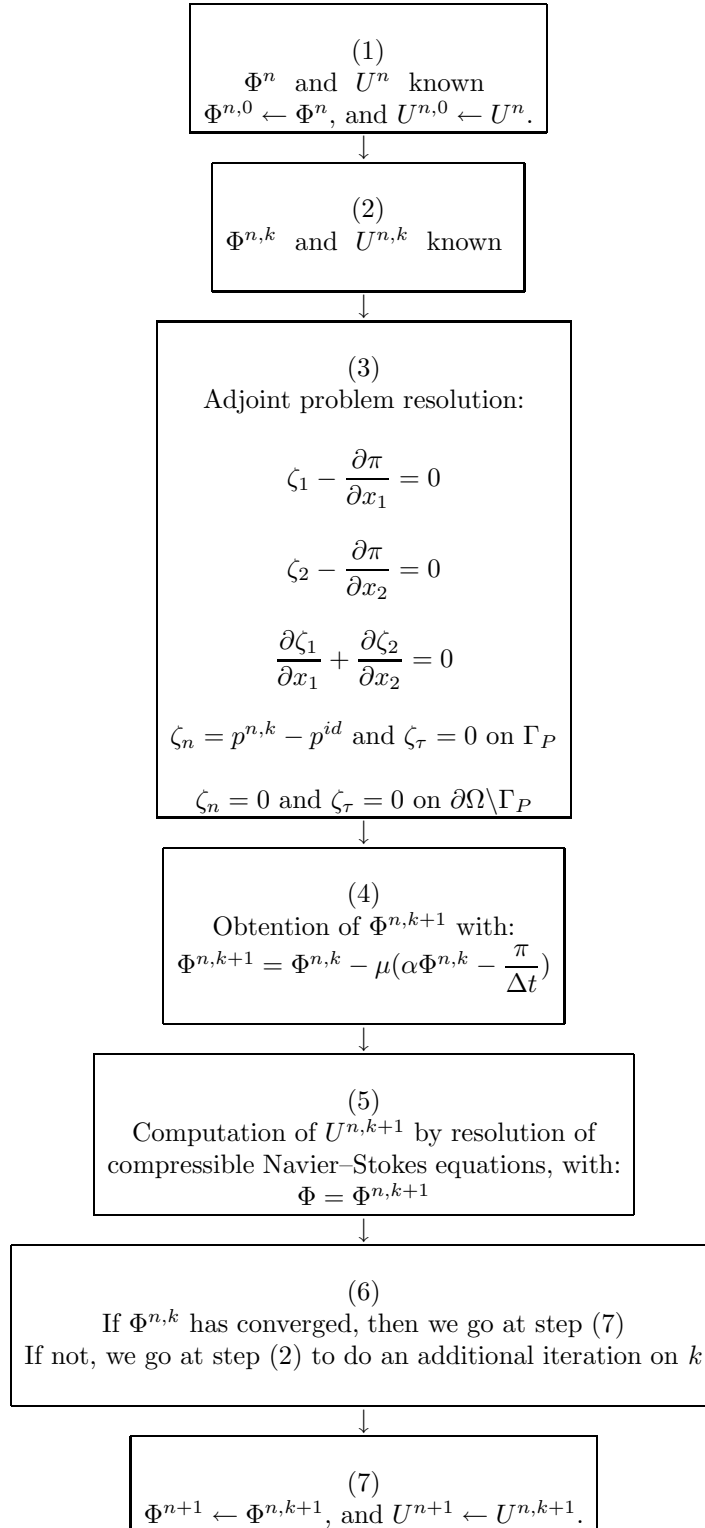 (1)
Φ^n and U^n known
Φ^{n,0} ← Φ^n, and U^{n,0} ← U^n.
↓
(2)
Φ^{n,k} and U^{n,k} known
↓
(3)
Adjoint problem resolution:
ζ_1 − ∂π/∂x_1 = 0
ζ_2 − ∂π/∂x_2 = 0
∂ζ_1/∂x_1 + ∂ζ_2/∂x_2 = 0
ζ_n = p^{n,k} − p^{id} and ζ_τ = 0 on Γ_P
ζ_n = 0 and ζ_τ = 0 on ∂Ω\Γ_P
↓
(4)
Obtention of Φ^{n,k+1} with:
Φ^{n,k+1} = Φ^{n,k} − μ(αΦ^{n,k} − π/Δt)
↓
(5)
Computation of U^{n,k+1} by resolution of
compressible Navier–Stokes equations, with:
Φ = Φ^{n,k+1}
↓
(6)
If Φ^{n,k} has converged, then we go at step (7)
If not, we go at step (2) to do an additional iteration on k
↓
(7)
Φ^{n+1} ← Φ^{n,k+1}, and U^{n+1} ← U^{n,k+1}.